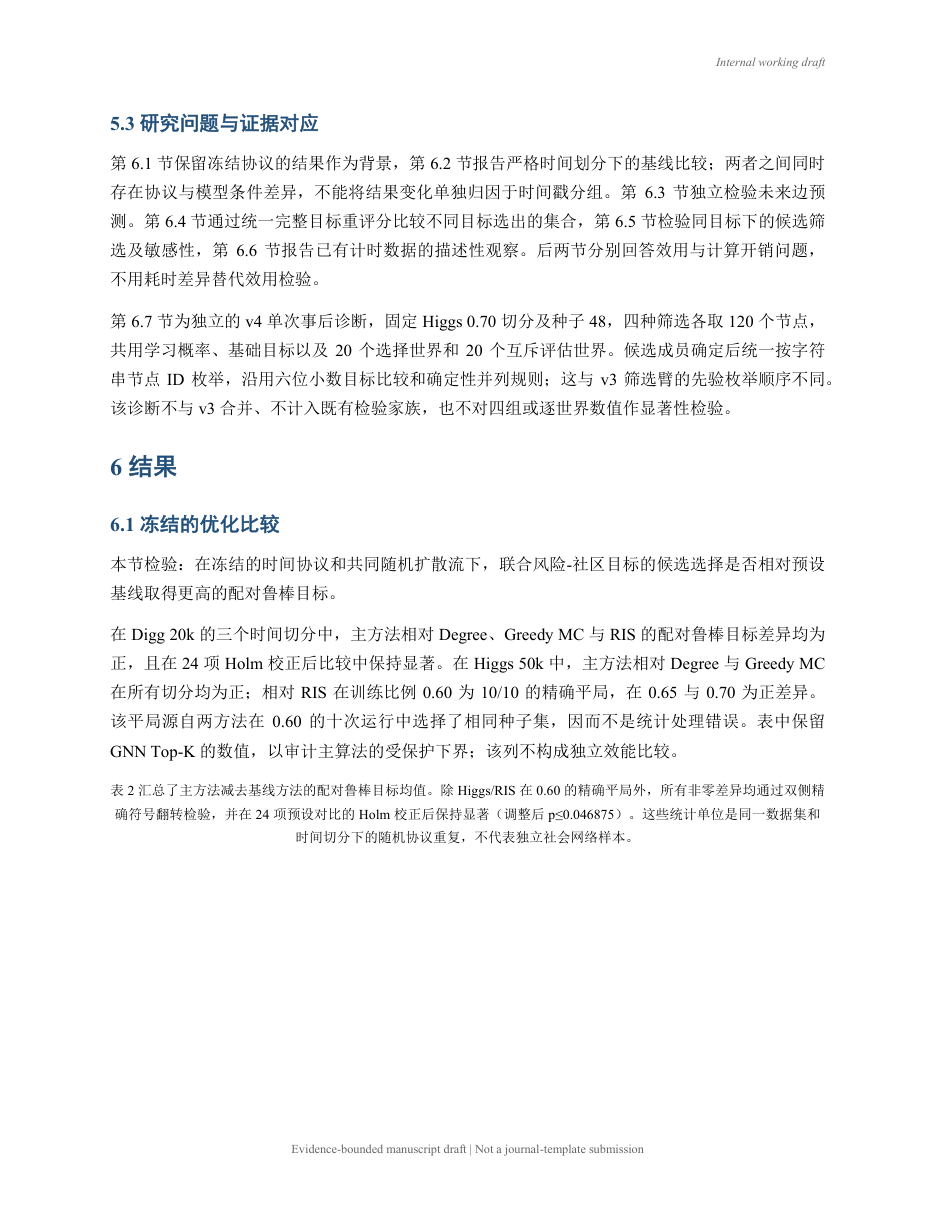 Internal working draft
5.3 研究问题与证据对应
第 6.1 节保留冻结协议的结果作为背景，第 6.2 节报告严格时间划分下的基线比较；两者之间同时
存在协议与模型条件差异，不能将结果变化单独归因于时间戳分组。第 6.3 节独立检验未来边预
测。第 6.4 节通过统一完整目标重评分比较不同目标选出的集合，第 6.5 节检验同目标下的候选筛
选及敏感性，第 6.6 节报告已有计时数据的描述性观察。后两节分别回答效用与计算开销问题，
不用耗时差异替代效用检验。
第 6.7 节为独立的 v4 单次事后诊断，固定 Higgs 0.70 切分及种子 48，四种筛选各取 120 个节点，
共用学习概率、基础目标以及 20 个选择世界和 20 个互斥评估世界。候选成员确定后统一按字符
串节点 ID 枚举，沿用六位小数目标比较和确定性并列规则；这与 v3 筛选臂的先验枚举顺序不同。
该诊断不与 v3 合并、不计入既有检验家族，也不对四组或逐世界数值作显著性检验。
6 结果
6.1 冻结的优化比较
本节检验：在冻结的时间协议和共同随机扩散流下，联合风险-社区目标的候选选择是否相对预设
基线取得更高的配对鲁棒目标。
在 Digg 20k 的三个时间切分中，主方法相对 Degree、Greedy MC 与 RIS 的配对鲁棒目标差异均为
正，且在 24 项 Holm 校正后比较中保持显著。在 Higgs 50k 中，主方法相对 Degree 与 Greedy MC
在所有切分均为正；相对 RIS 在训练比例 0.60 为 10/10 的精确平局，在 0.65 与 0.70 为正差异。
该平局源自两方法在 0.60 的十次运行中选择了相同种子集，因而不是统计处理错误。表中保留
GNN Top-K 的数值，以审计主算法的受保护下界；该列不构成独立效能比较。
表 2 汇总了主方法减去基线方法的配对鲁棒目标均值。除 Higgs/RIS 在 0.60 的精确平局外，所有非零差异均通过双侧精
确符号翻转检验，并在 24 项预设对比的 Holm 校正后保持显著（调整后 p≤0.046875）。这些统计单位是同一数据集和
时间切分下的随机协议重复，不代表独立社会网络样本。
Evidence-bounded manuscript draft | Not a journal-template submission